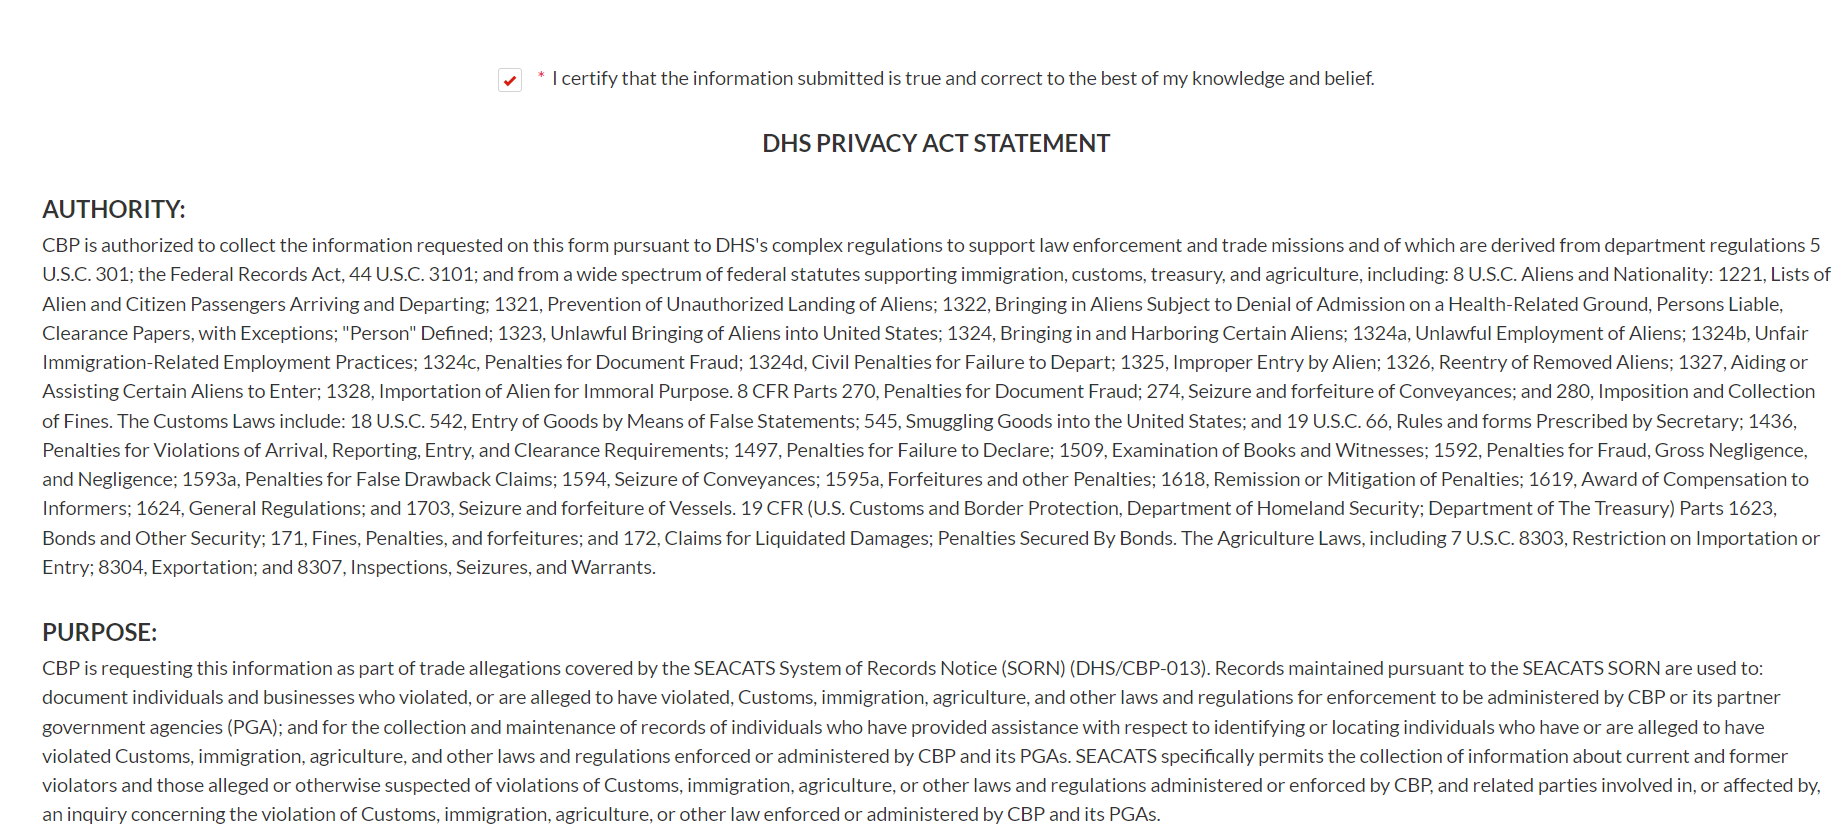 * I certify that the information submitted is true and correct to the best of my knowledge and belief.
DHS PRIVACY ACT STATEMENT
AUTHORITY:
CBP is authorized to collect the information requested on this form pursuant to DHS's complex regulations to support law enforcement and trade missions and of which are derived from department regulations 5
U.S.C. 301; the Federal Records Act, 44 U.S.C. 3101; and from a wide spectrum of federal statutes supporting immigration, customs, treasury, and agriculture, including: 8 U.S.C. Aliens and Nationality: 1221, Lists of
Alien and Citizen Passengers Arriving and Departing; 1321, Prevention of Unauthorized Landing of Aliens; 1322, Bringing in Aliens Subject to Denial of Admission on a Health-Related Ground, Persons Liable,
Clearance Papers, with Exceptions; "Person" Defined; 1323, Unlawful Bringing of Aliens into United States; 1324, Bringing in and Harboring Certain Aliens; 1324a, Unlawful Employment of Aliens; 1324b, Unfair
Immigration-Related Employment Practices; 1324c, Penalties for Document Fraud; 1324d, Civil Penalties for Failure to Depart; 1325, Improper Entry by Alien; 1326, Reentry of Removed Aliens; 1327, Aiding or
Assisting Certain Aliens to Enter; 1328, Importation of Alien for Immoral Purpose. 8 CFR Parts 270, Penalties for Document Fraud; 274, Seizure and forfeiture of Conveyances; and 280, Imposition and Collection
of Fines. The Customs Laws include: 18 U.S.C. 542, Entry of Goods by Means of False Statements; 545, Smuggling Goods into the United States; and 19 U.S.C. 66, Rules and forms Prescribed by Secretary; 1436,
Penalties for Violations of Arrival, Reporting, Entry, and Clearance Requirements; 1497, Penalties for Failure to Declare; 1509, Examination of Books and Witnesses; 1592, Penalties for Fraud, Gross Negligence,
and Negligence; 1593a, Penalties for False Drawback Claims; 1594, Seizure of Conveyances; 1595a, Forfeitures and other Penalties; 1618, Remission or Mitigation of Penalties; 1619, Award of Compensation to
Informers; 1624, General Regulations; and 1703, Seizure and forfeiture of Vessels. 19 CFR (U.S. Customs and Border Protection, Department of Homeland Security; Department of The Treasury) Parts 1623,
Bonds and Other Security; 171, Fines, Penalties, and forfeitures; and 172, Claims for Liquidated Damages; Penalties Secured By Bonds. The Agriculture Laws, including 7 U.S.C. 8303, Restriction on Importation or
Entry; 8304, Exportation; and 8307, Inspections, Seizures, and Warrants.
PURPOSE:
CBP is requesting this information as part of trade allegations covered by the SEACATS System of Records Notice (SORN) (DHS/CBP-013). Records maintained pursuant to the SEACATS SORN are used to:
document individuals and businesses who violated, or are alleged to have violated, Customs, immigration, agriculture, and other laws and regulations for enforcement to be administered by CBP or its partner
government agencies (PGA); and for the collection and maintenance of records of individuals who have provided assistance with respect to identifying or locating individuals who have or are alleged to have
violated Customs, immigration, agriculture, and other laws and regulations enforced or administered by CBP and its PGAs. SEACATS specifically permits the collection of information about current and former
violators and those alleged or otherwise suspected of violations of Customs, immigration, agriculture, or other laws and regulations administered or enforced by CBP, and related parties involved in, or affected by,
an inquiry concerning the violation of Customs, immigration, agriculture, or other law enforced or administered by CBP and its PGAs.